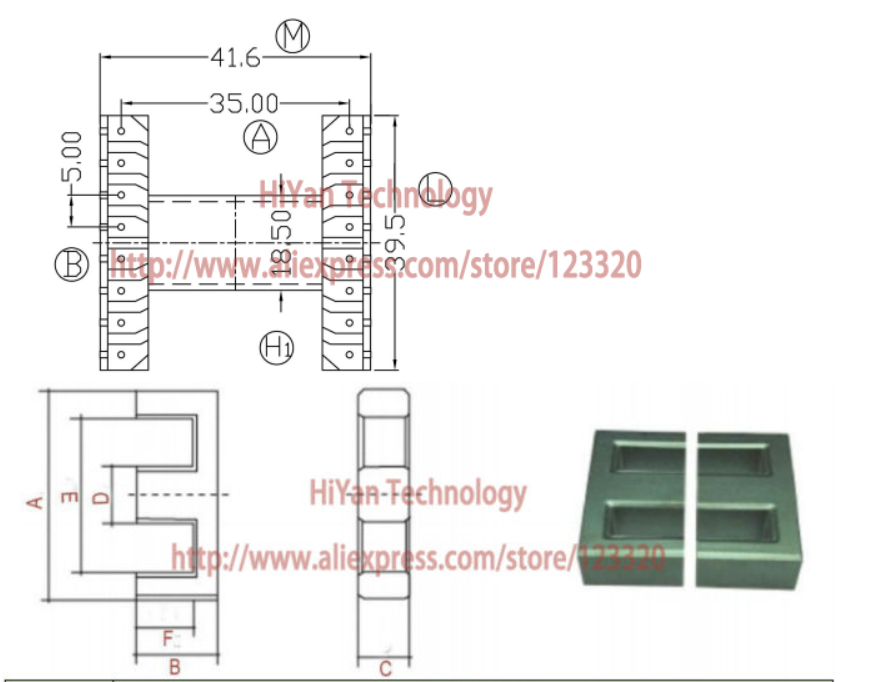 M
41.6
35.00
A
5.00
HiYan Technology
L
18.50
39.5
B
http://www.aliexpress.com/store/123320
H1
A
E
D
HiYan Technology
http://www.aliexpress.com/store/123320
F
B
C